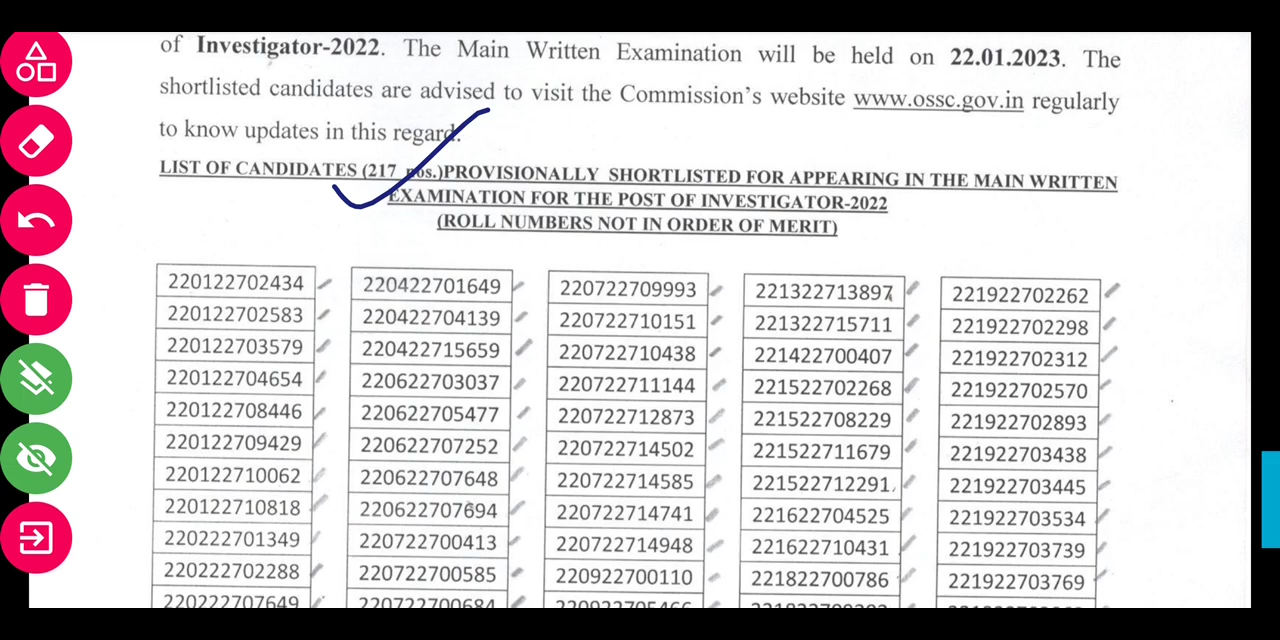 of Investigator-2022. The Main Written Examination will be held on 22.01.2023. The
shortlisted candidates are advised to visit the Commission's website www.ossc.gov.in regularly
to know updates in this regard.
LIST OF CANDIDATES (217 nos.)PROVISIONALLY SHORTLISTED FOR APPEARING IN THE MAIN WRITTEN
EXAMINATION FOR THE POST OF INVESTIGATOR-2022
(ROLL NUMBERS NOT IN ORDER OF MERIT)
220122702434 220422701649 220722709993 221322713897 221922702262
220122702583 220422704139 220722710151 221322715711 221922702298
220122703579 220422715659 220722710438 221422700407 221922702312
220122704654 220622703037 220722711144 221522702268 221922702570
220122708446 220622705477 220722712873 221522708229 221922702893
220122709429 220622707252 220722714502 221522711679 221922703438
220122710062 220622707648 220722714585 221522712291 221922703445
220122710818 220622707694 220722714741 221622704525 221922703534
220222701349 220722700413 220722714948 221622710431 221922703739
220222702288 220722700585 220922700110 221822700786 221922703769
220222707649 220722700684